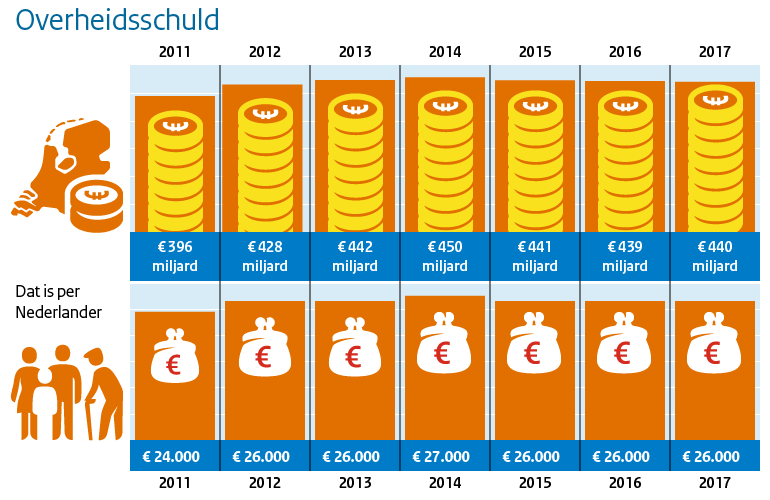 Overheidsschuld
2011 2012 2013 2014 2015 2016 2017
€ 396 € 428 € 442 € 450 € 441 € 439 € 440
miljard miljard miljard miljard miljard miljard miljard
Dat is per
Nederlander
€ € € € € € €
€ 24.000 € 26.000 € 26.000 € 27.000 € 26.000 € 26.000 € 26.000
2011 2012 2013 2014 2015 2016 2017